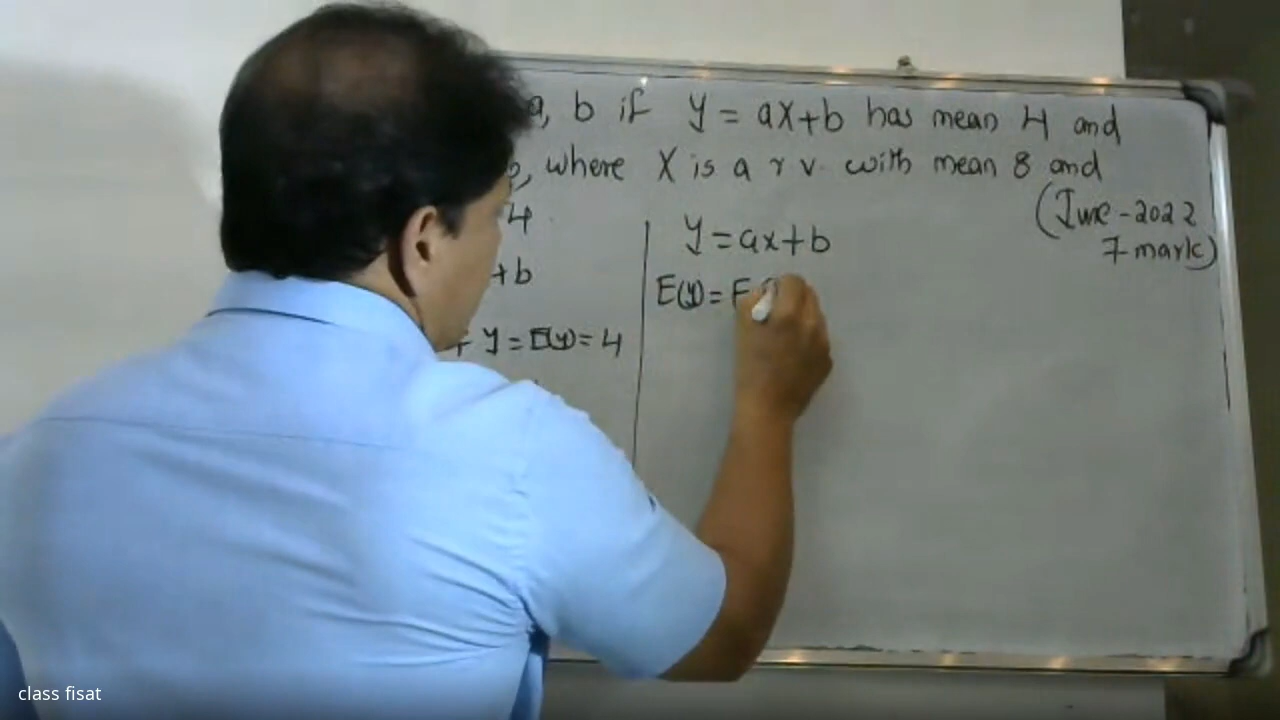 a, b if y = ax+b has mean 4 and
where X is a r v. with mean 8 and
4
(June-2022
7 mark)
+b
y = E(y) = 4
y = ax+b
E(y) = E
class fisat